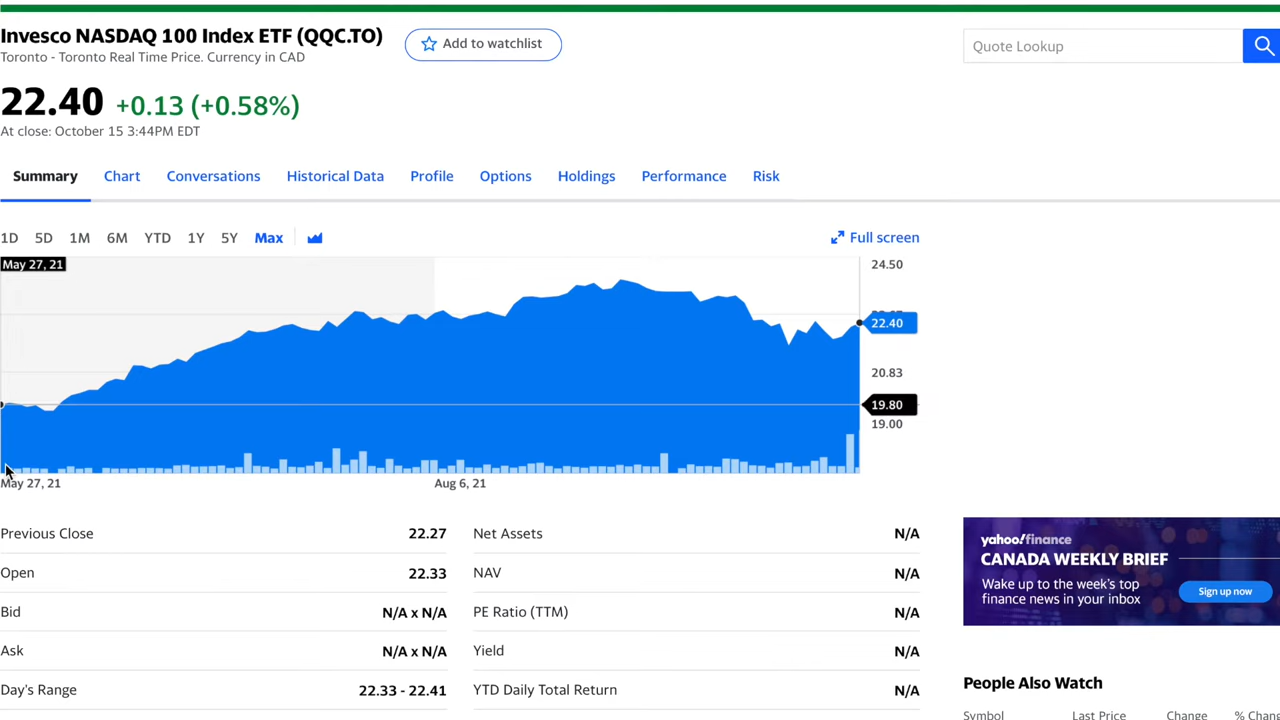 Invesco NASDAQ 100 Index ETF (QQC.TO)
Add to watchlist
Quote Lookup
Toronto - Toronto Real Time Price. Currency in CAD
22.40 +0.13 (+0.58%)
At close: October 15 3:44PM EDT
Summary Chart Conversations Historical Data Profile Options Holdings Performance Risk
1D 5D 1M 6M YTD 1Y 5Y Max
Full screen
May 27, 21
24.50
22.40
20.83
19.80
19.00
May 27, 21 Aug 6, 21
Previous Close 22.27
Open 22.33
Bid N/A x N/A
Ask N/A x N/A
Day's Range 22.33 - 22.41
Net Assets N/A
NAV N/A
PE Ratio (TTM) N/A
Yield N/A
YTD Daily Total Return N/A
yahoo!finance
CANADA WEEKLY BRIEF
Wake up to the week's top
finance news in your inbox
Sign up now
People Also Watch
Symbol Last Price Change % Chang